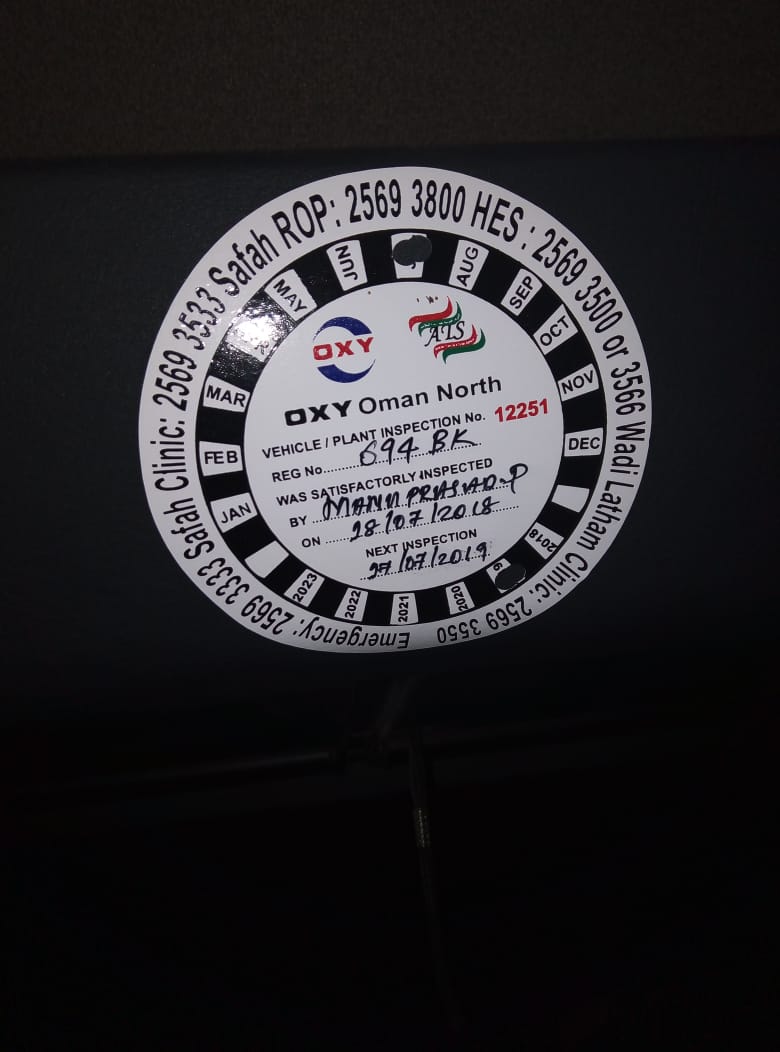 Safah Clinic: 2569 3533 Safah ROP: 2569 3800 HES : 2569 3500 or 3566 Wadi Latham Clinic: 2569 3550
Emergency: 2569 3333
JAN
FEB
MAR
MAY
JUN
AUG
SEP
OCT
NOV
DEC
2018
2020
2021
2022
2023
OXY
ATS
OXY Oman North
VEHICLE / PLANT INSPECTION No. 12251
REG No. 694 BK
WAS SATISFACTORLY INSPECTED
BY MANU PRASAD.P
ON 28/07/2018
NEXT INSPECTION
27/07/2019